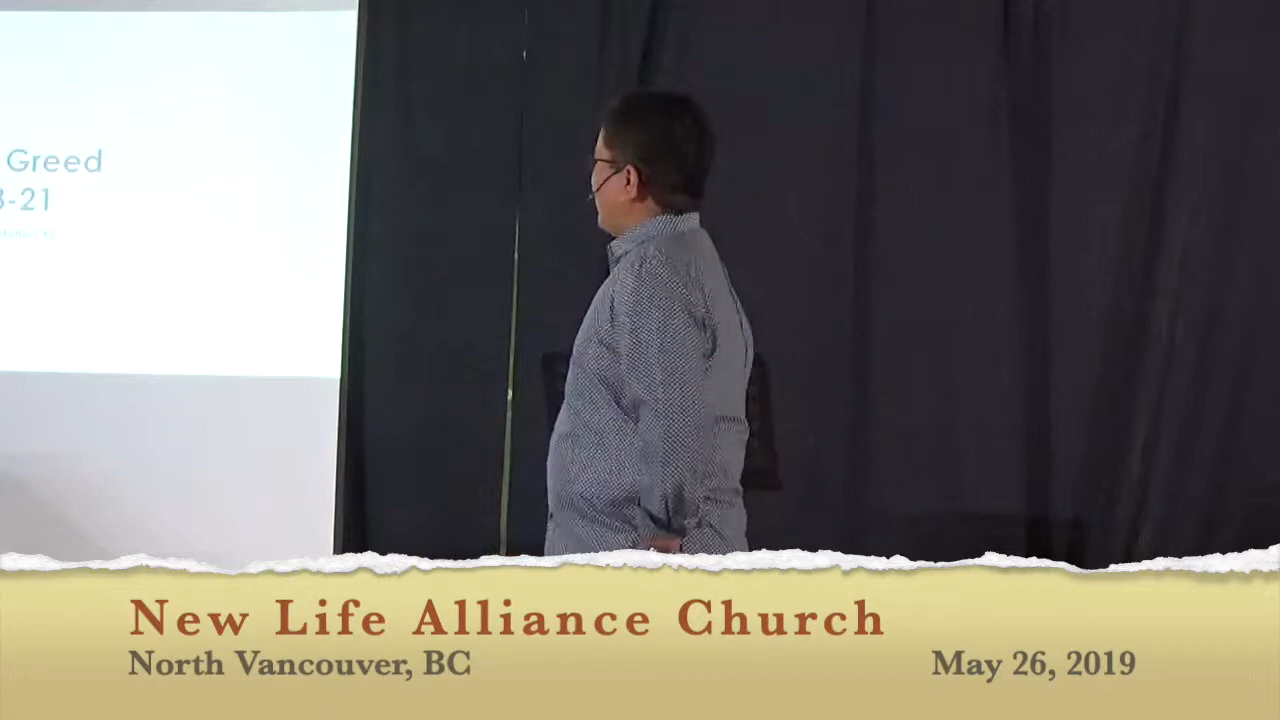 Greed
3-21
New Life Alliance Church
North Vancouver, BC
May 26, 2019